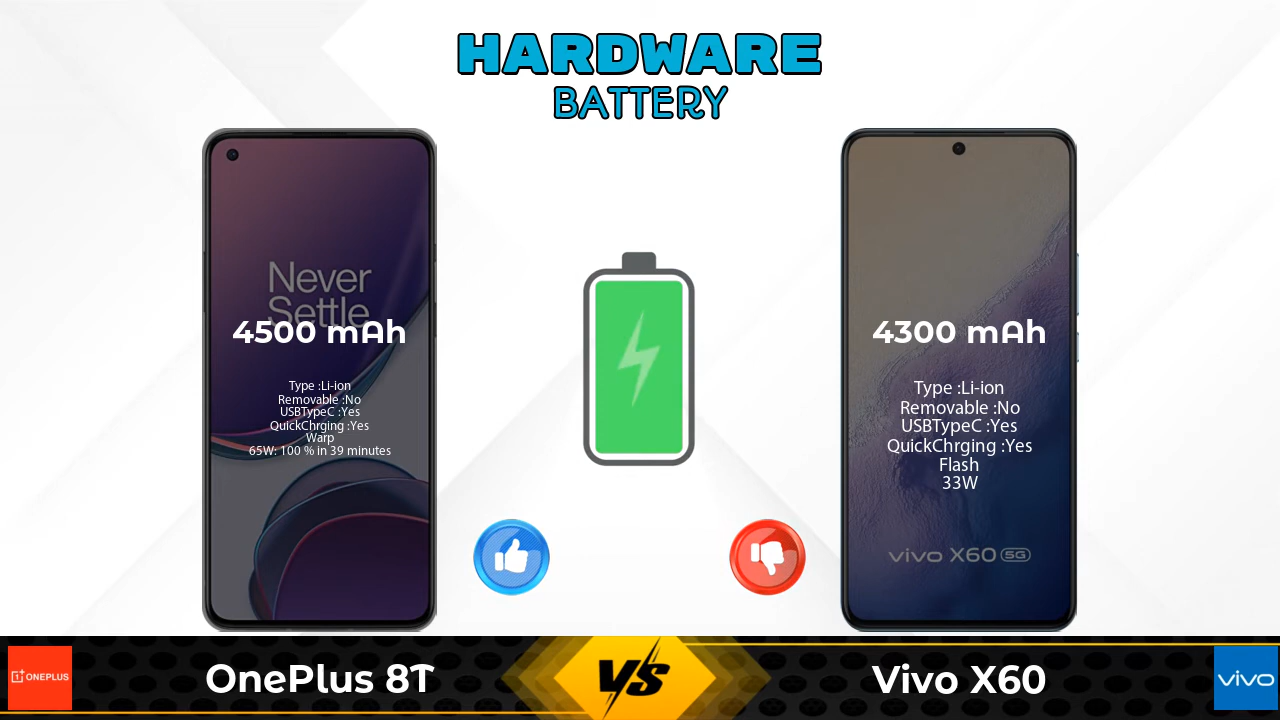 HARDWARE
BATTERY
Never
Settle
4500 mAh
Type :Li-ion
Removable :No
USBTypeC :Yes
QuickChrging :Yes
Warp
65W: 100 % in 39 minutes
4300 mAh
Type :Li-ion
Removable :No
USBTypeC :Yes
QuickChrging :Yes
Flash
33W
vivo X60 5G
ONEPLUS
OnePlus 8T
VS
Vivo X60
vivo